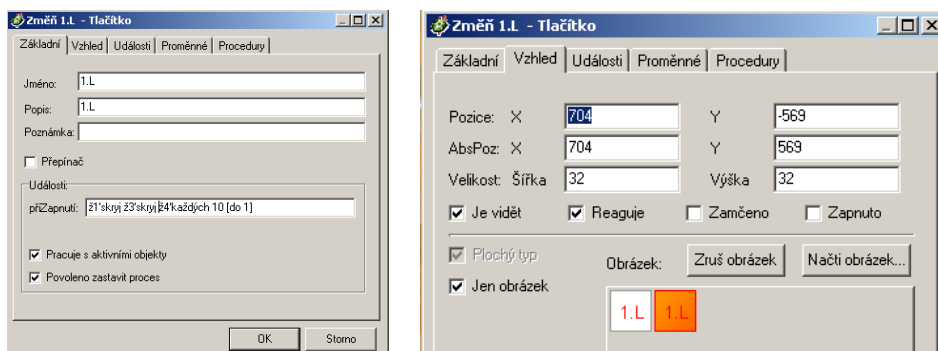 Změň 1.L - Tlačítko
Základní Vzhled Události Proměnné Procedury
Jméno: 1.L
Popis: 1.L
Poznámka:
Přepínač
Události:
přiZapnutí: ž1'skryj ž3'skryj ž4'každých 10 [do 1]
Pracuje s aktivními objekty
Povoleno zastavit proces
OK Storno
Změň 1.L - Tlačítko
Základní Vzhled Události Proměnné Procedury
Pozice: X 704 Y -569
AbsPoz: X 704 Y 569
Velikost: Šířka 32 Výška 32
Je vidět Reaguje Zamčeno Zapnuto
Plochý typ
Obrázek: Zruš obrázek Načti obrázek...
Jen obrázek
1.L 1.L